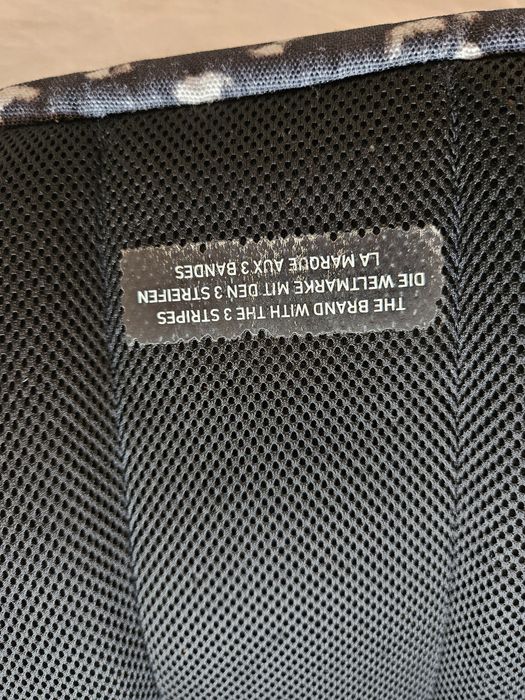 THE BRAND WITH THE 3 STRIPES
DIE WELTMARKE MIT DEN 3 STREIFEN
LA MARQUE AUX 3 BANDES